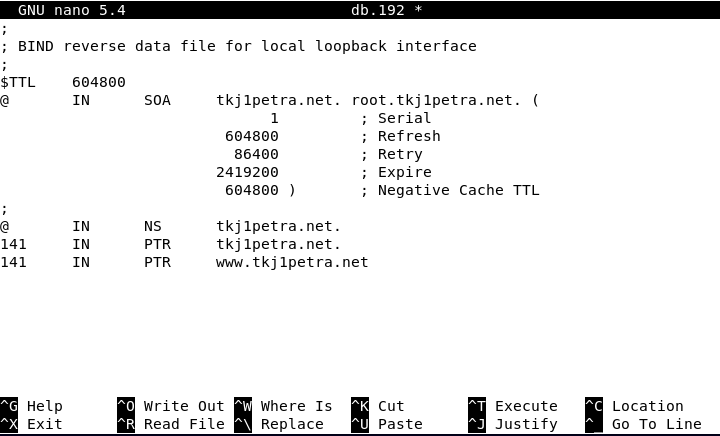 GNU nano 5.4 db.192 *
;
; BIND reverse data file for local loopback interface
;
$TTL 604800
@ IN SOA tkj1petra.net. root.tkj1petra.net. (
1 ; Serial
604800 ; Refresh
86400 ; Retry
2419200 ; Expire
604800 ) ; Negative Cache TTL
;
@ IN NS tkj1petra.net.
141 IN PTR tkj1petra.net.
141 IN PTR www.tkj1petra.net
^G Help ^O Write Out ^W Where Is ^K Cut ^T Execute ^C Location
^X Exit ^R Read File ^\ Replace ^U Paste ^J Justify ^_ Go To Line